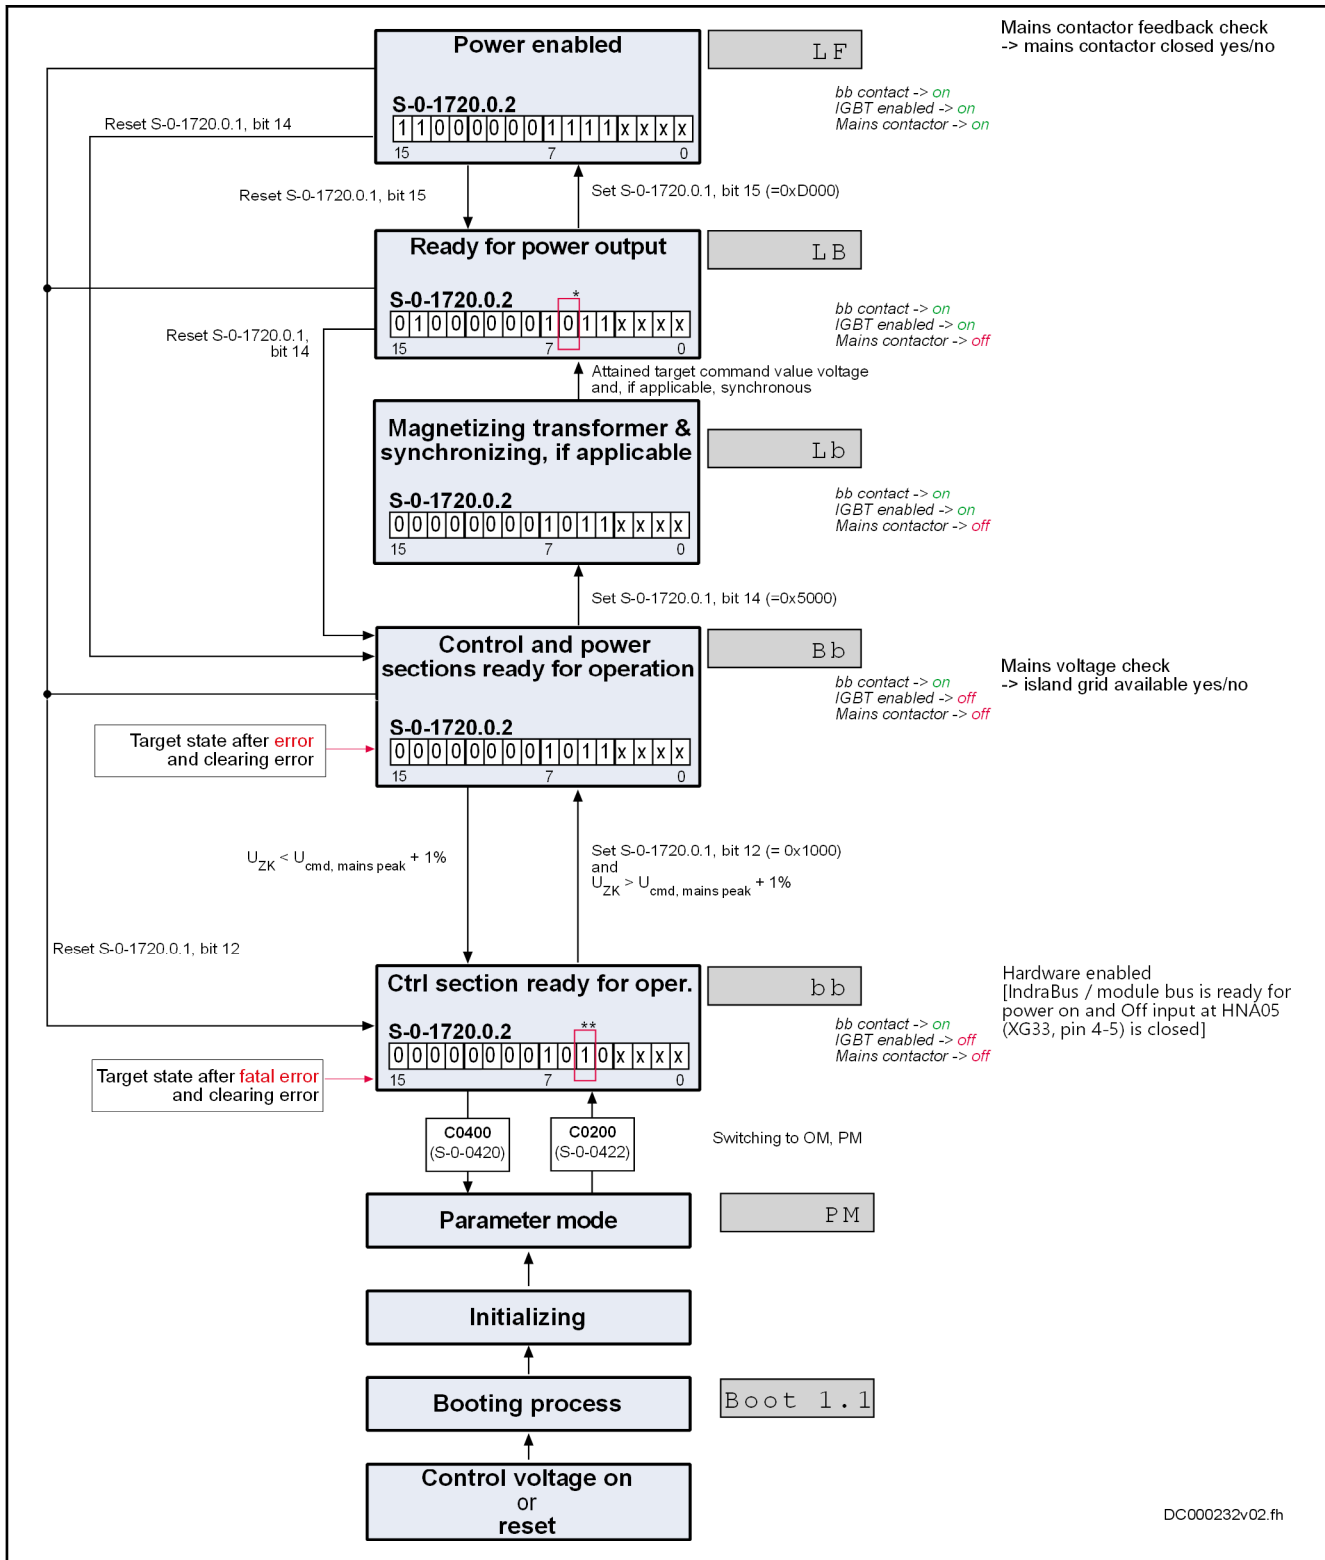 Power enabled
LF
Mains contactor feedback check
-> mains contactor closed yes/no
bb contact -> on
IGBT enabled -> on
Mains contactor -> on
S-0-1720.0.2
1 1 0 0 0 0 0 0 1 1 1 1 x x x x
15 7 0
Reset S-0-1720.0.1, bit 14
Reset S-0-1720.0.1, bit 15
Set S-0-1720.0.1, bit 15 (=0xD000)
Ready for power output
LB
*
S-0-1720.0.2
0 1 0 0 0 0 0 0 1 0 1 1 x x x x
15 7 0
bb contact -> on
IGBT enabled -> on
Mains contactor -> off
Reset S-0-1720.0.1,
bit 14
Attained target command value voltage
and, if applicable, synchronous
Magnetizing transformer &
synchronizing, if applicable
Lb
S-0-1720.0.2
0 0 0 0 0 0 0 0 1 0 1 1 x x x x
15 7 0
bb contact -> on
IGBT enabled -> on
Mains contactor -> off
Set S-0-1720.0.1, bit 14 (=0x5000)
Control and power
sections ready for operation
Bb
Mains voltage check
-> island grid available yes/no
bb contact -> on
IGBT enabled -> off
Mains contactor -> off
S-0-1720.0.2
0 0 0 0 0 0 0 0 1 0 1 1 x x x x
15 7 0
Target state after error
and clearing error
U ZK < U cmd, mains peak + 1%
Set S-0-1720.0.1, bit 12 (= 0x1000)
and
U ZK > U cmd, mains peak + 1%
Reset S-0-1720.0.1, bit 12
Ctrl section ready for oper.
bb
Hardware enabled
[IndraBus / module bus is ready for
power on and Off input at HNA05
(XG33, pin 4-5) is closed]
**
S-0-1720.0.2
0 0 0 0 0 0 0 0 1 0 1 0 x x x x
15 7 0
bb contact -> on
IGBT enabled -> off
Mains contactor -> off
Target state after fatal error
and clearing error
C0400
(S-0-0420)
C0200
(S-0-0422)
Switching to OM, PM
Parameter mode
PM
Initializing
Booting process
Boot 1.1
Control voltage on
or
reset
DC000232v02.fh